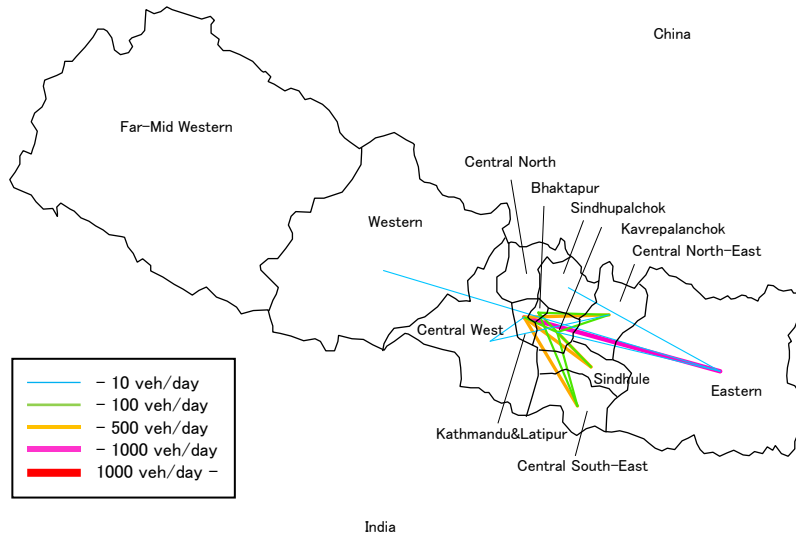 China
Far-Mid Western
Central North
Bhaktapur
Sindhupalchok
Western
Kavrepalanchok
Central North-East
Central West
- 10 veh/day
- 100 veh/day
- 500 veh/day
- 1000 veh/day
1000 veh/day -
Sindhule
Eastern
Kathmandu&Latipur
Central South-East
India